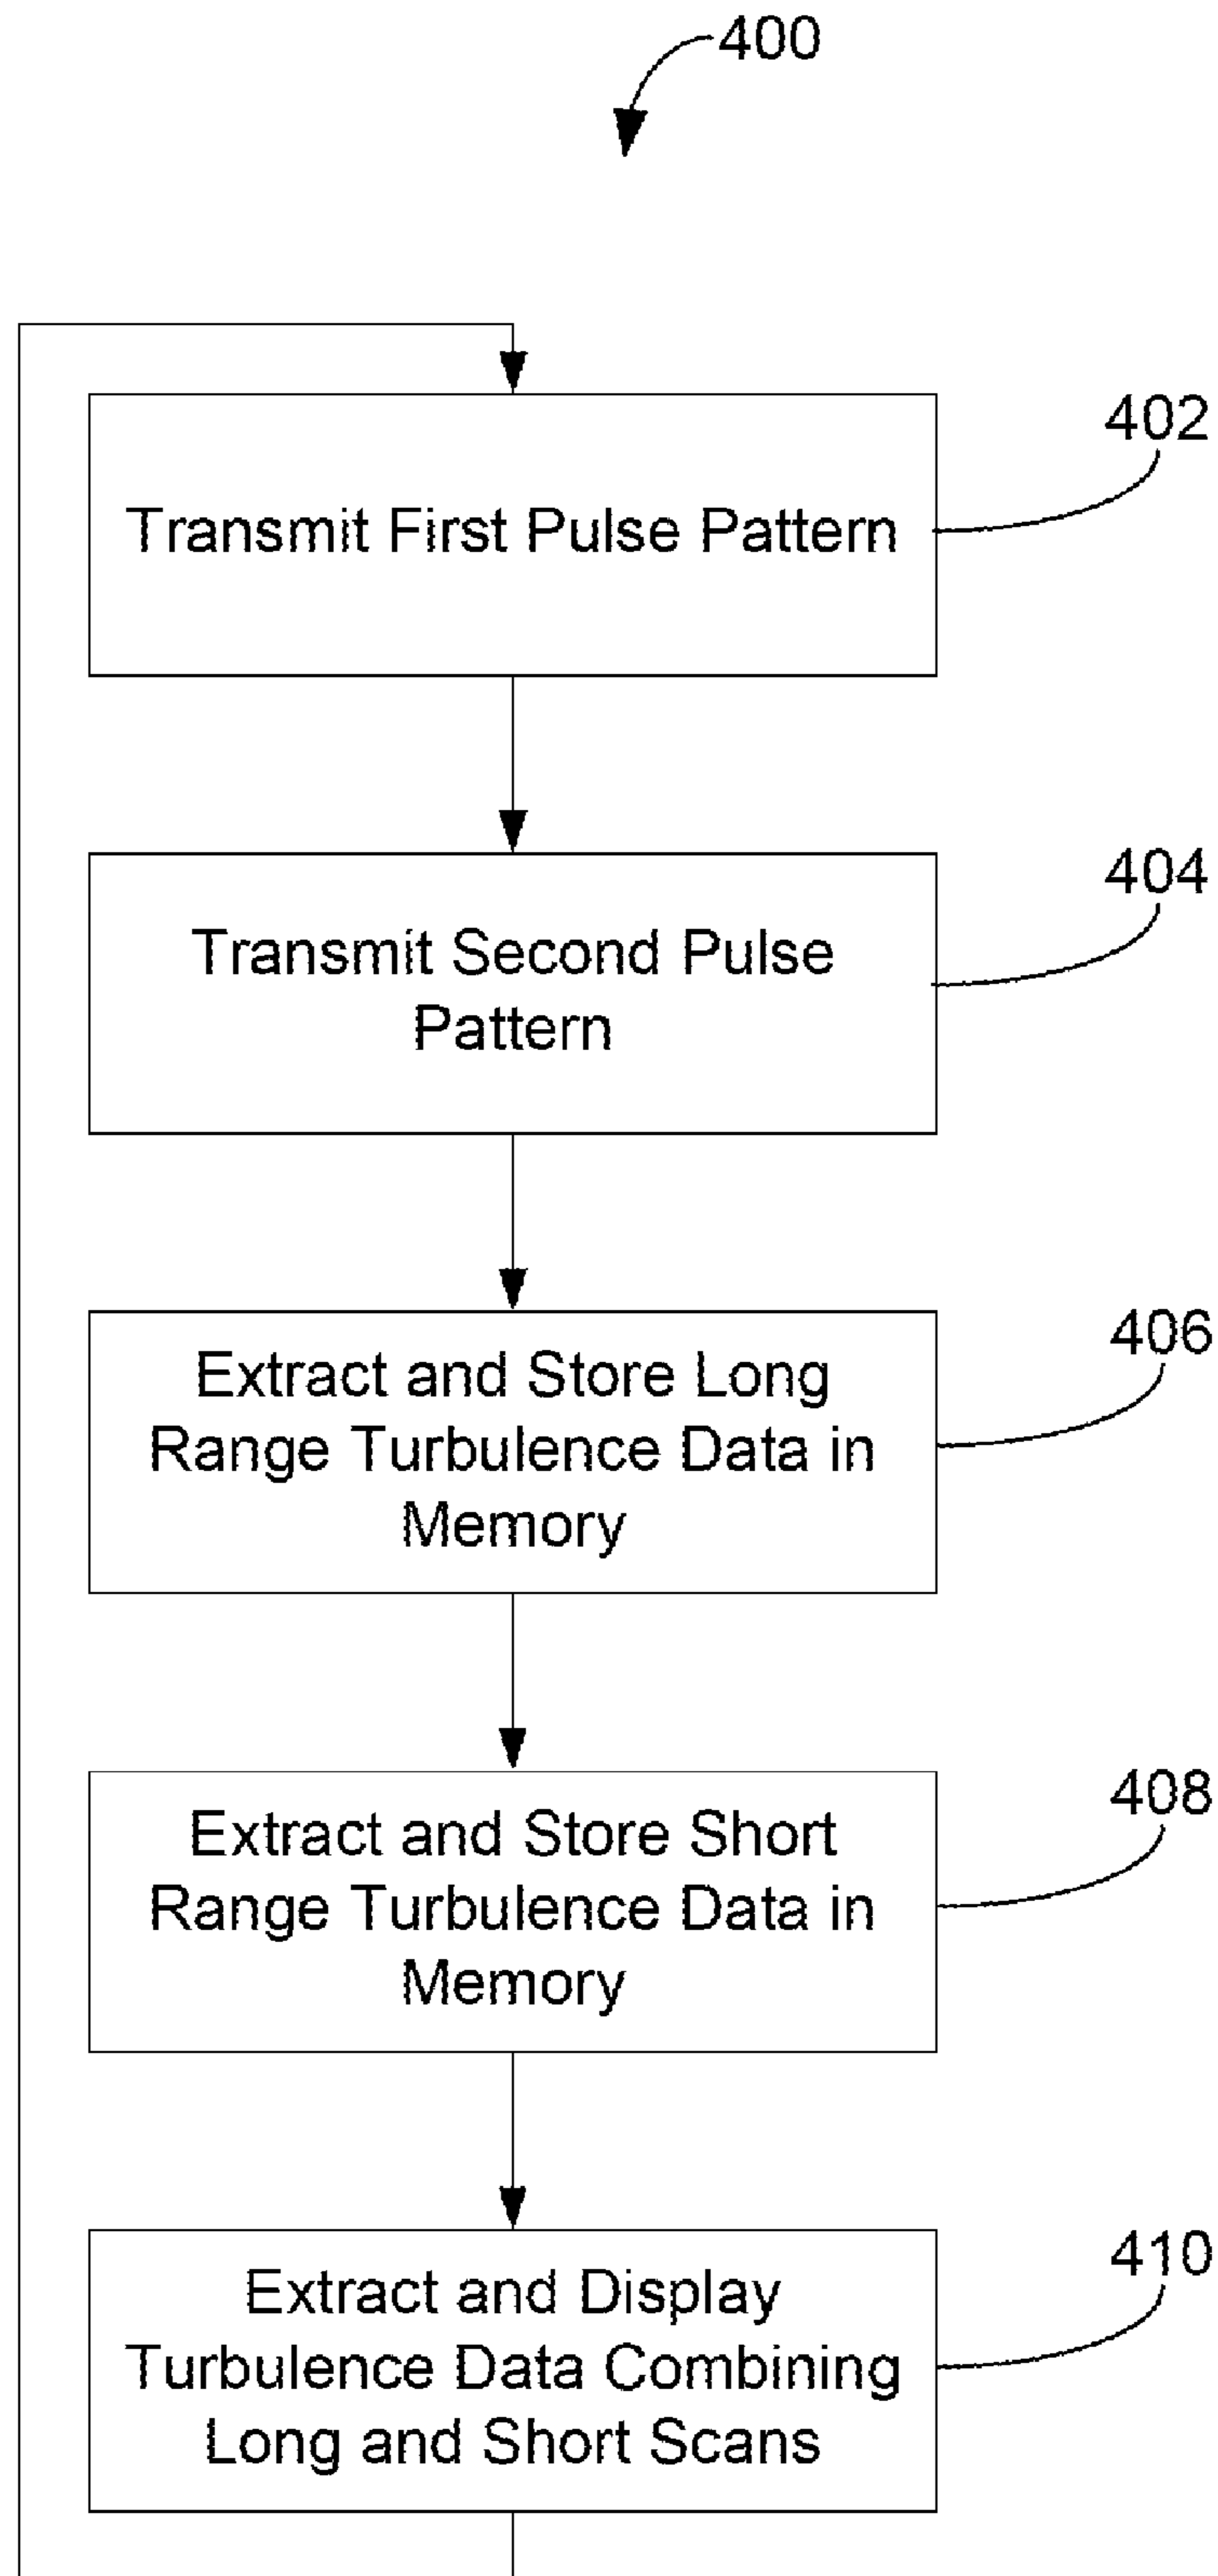 400
402
Transmit First Pulse Pattern
404
Transmit Second Pulse
Pattern
406
Extract and Store Long
Range Turbulence Data in
Memory
408
Extract and Store Short
Range Turbulence Data in
Memory
410
Extract and Display
Turbulence Data Combining
Long and Short Scans